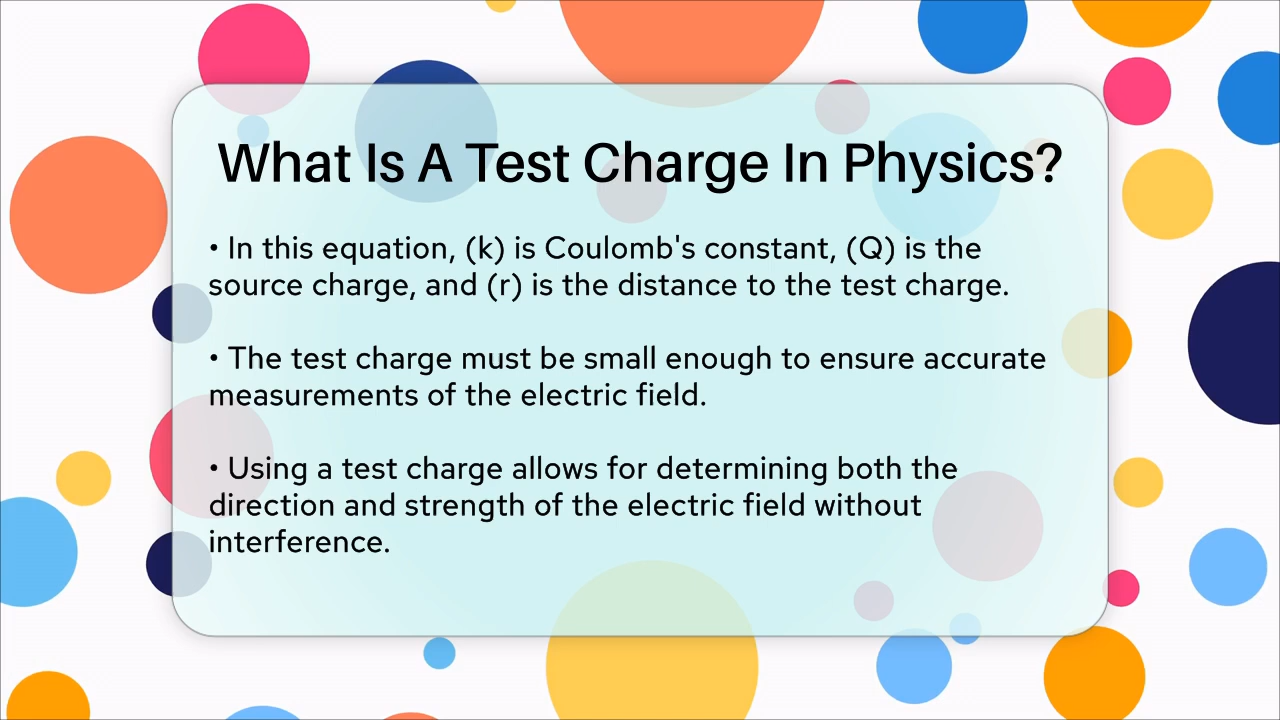 What Is A Test Charge In Physics?
• In this equation, (k) is Coulomb's constant, (Q) is the
source charge, and (r) is the distance to the test charge.
• The test charge must be small enough to ensure accurate
measurements of the electric field.
• Using a test charge allows for determining both the
direction and strength of the electric field without
interference.